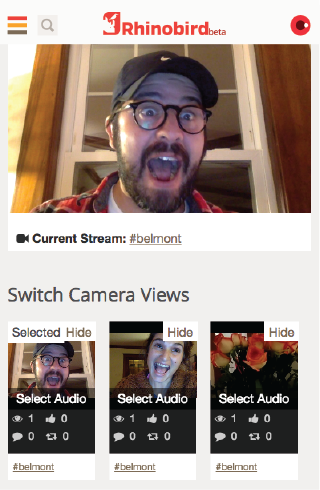 Rhinobird beta
Current Stream: #belmont
Switch Camera Views
Selected Hide
Select Audio
1 0
0 0
#belmont
Hide
Select Audio
1 0
0 0
#belmont
Hide
Select Audio
1 0
0 0
#belmont